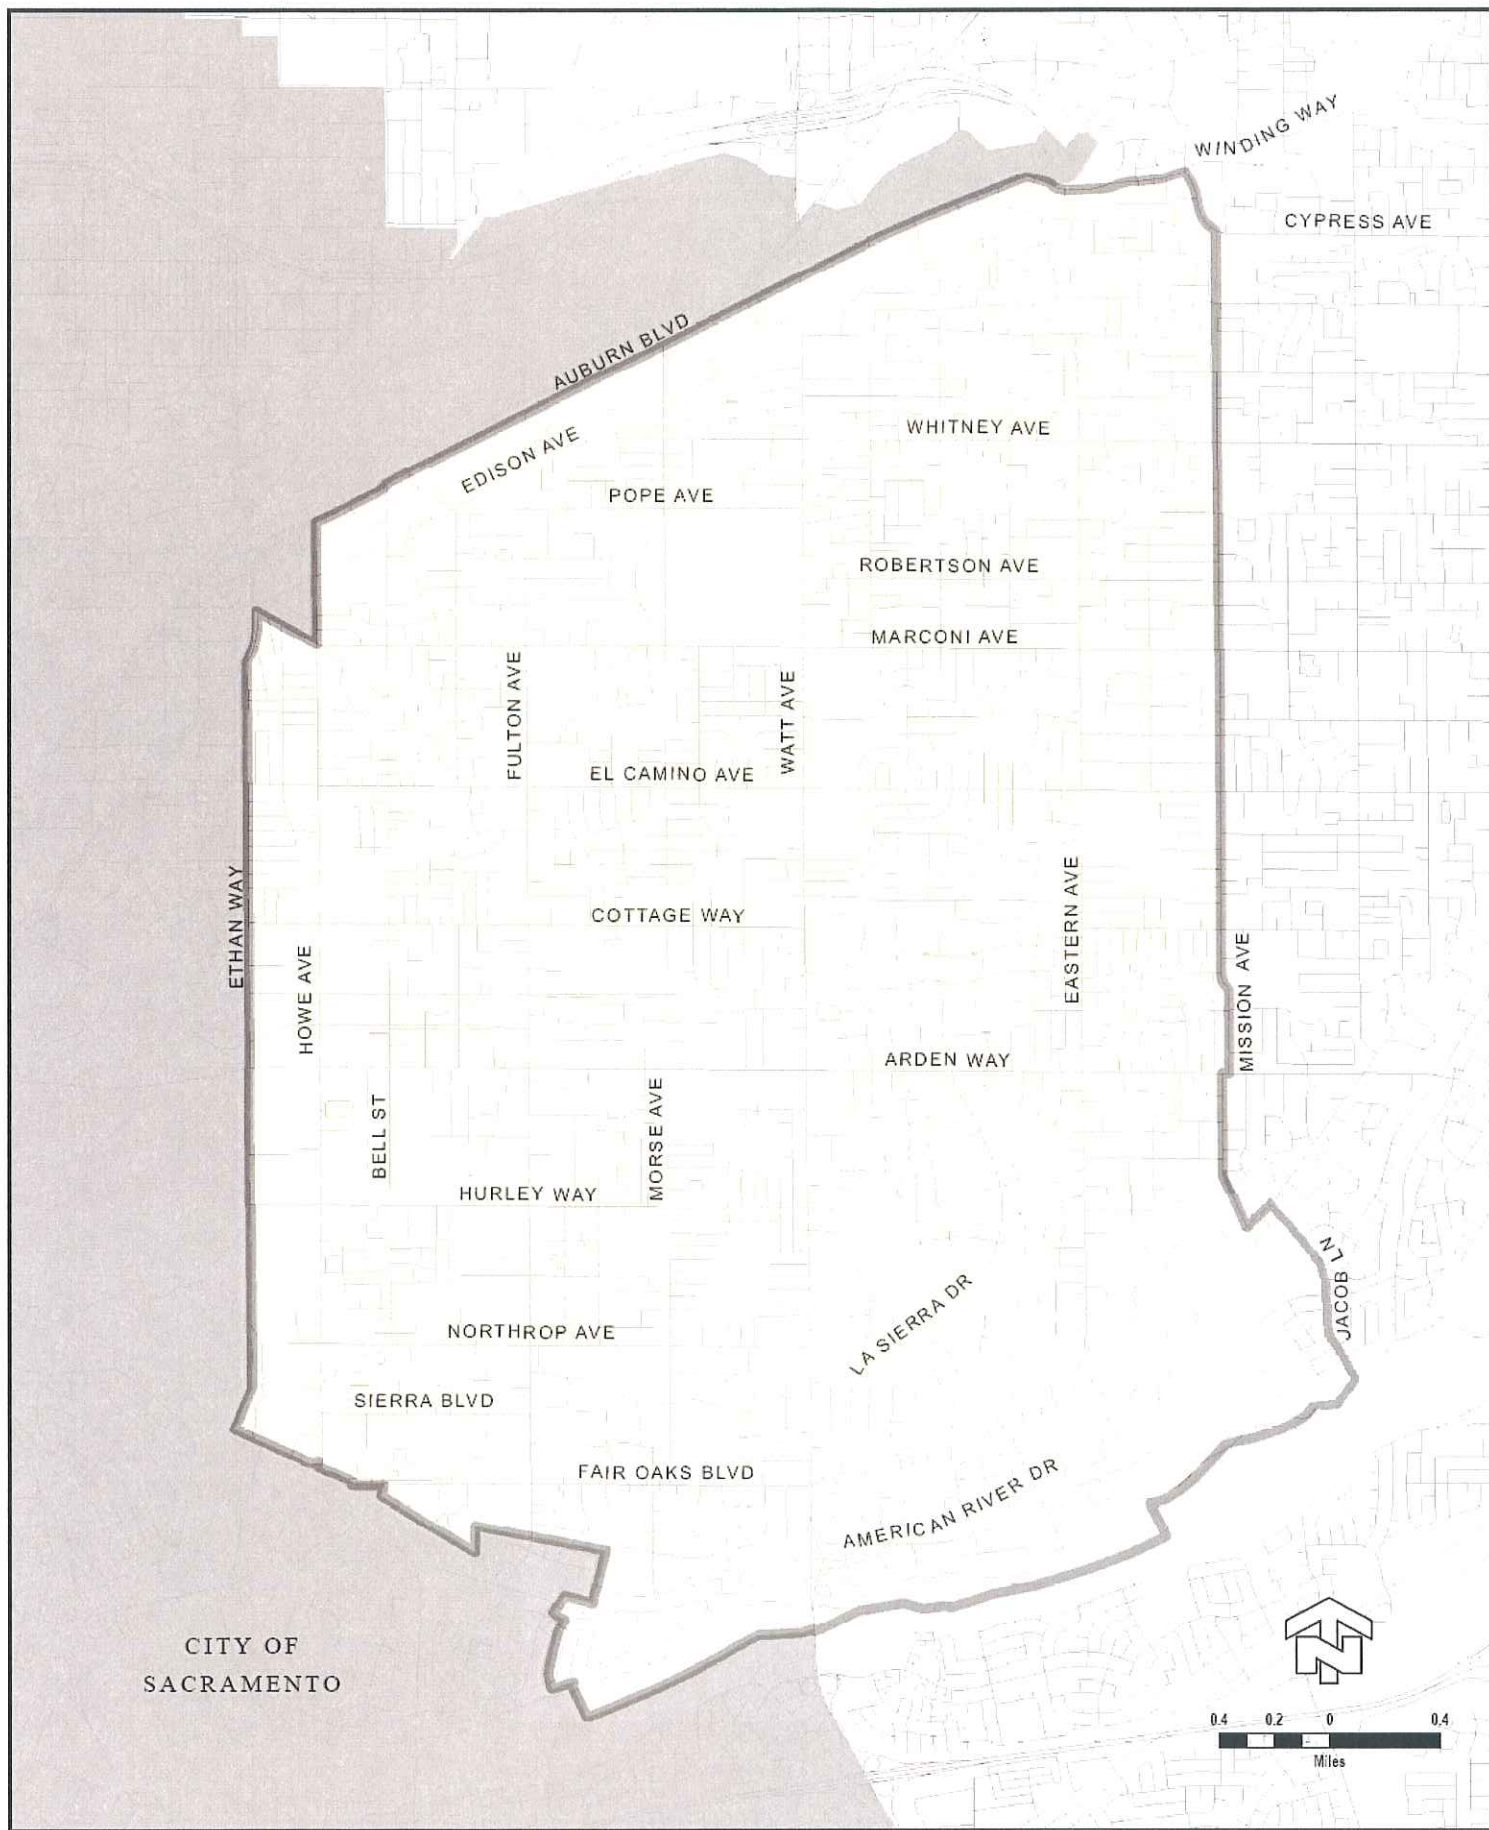 WINDING WAY
CYPRESS AVE
AUBURN BLVD
WHITNEY AVE
EDISON AVE
POPE AVE
ROBERTSON AVE
MARCONI AVE
FULTON AVE
WATT AVE
EL CAMINO AVE
ETHAN WAY
COTTAGE WAY
EASTERN AVE
HOWE AVE
MISSION AVE
ARDEN WAY
BELL ST
MORSE AVE
HURLEY WAY
JACOB LN
LA SIERRA DR
NORTHROP AVE
SIERRA BLVD
FAIR OAKS BLVD
AMERICAN RIVER DR
CITY OF
SACRAMENTO
N
0.4 0.2 0 0.4
Miles